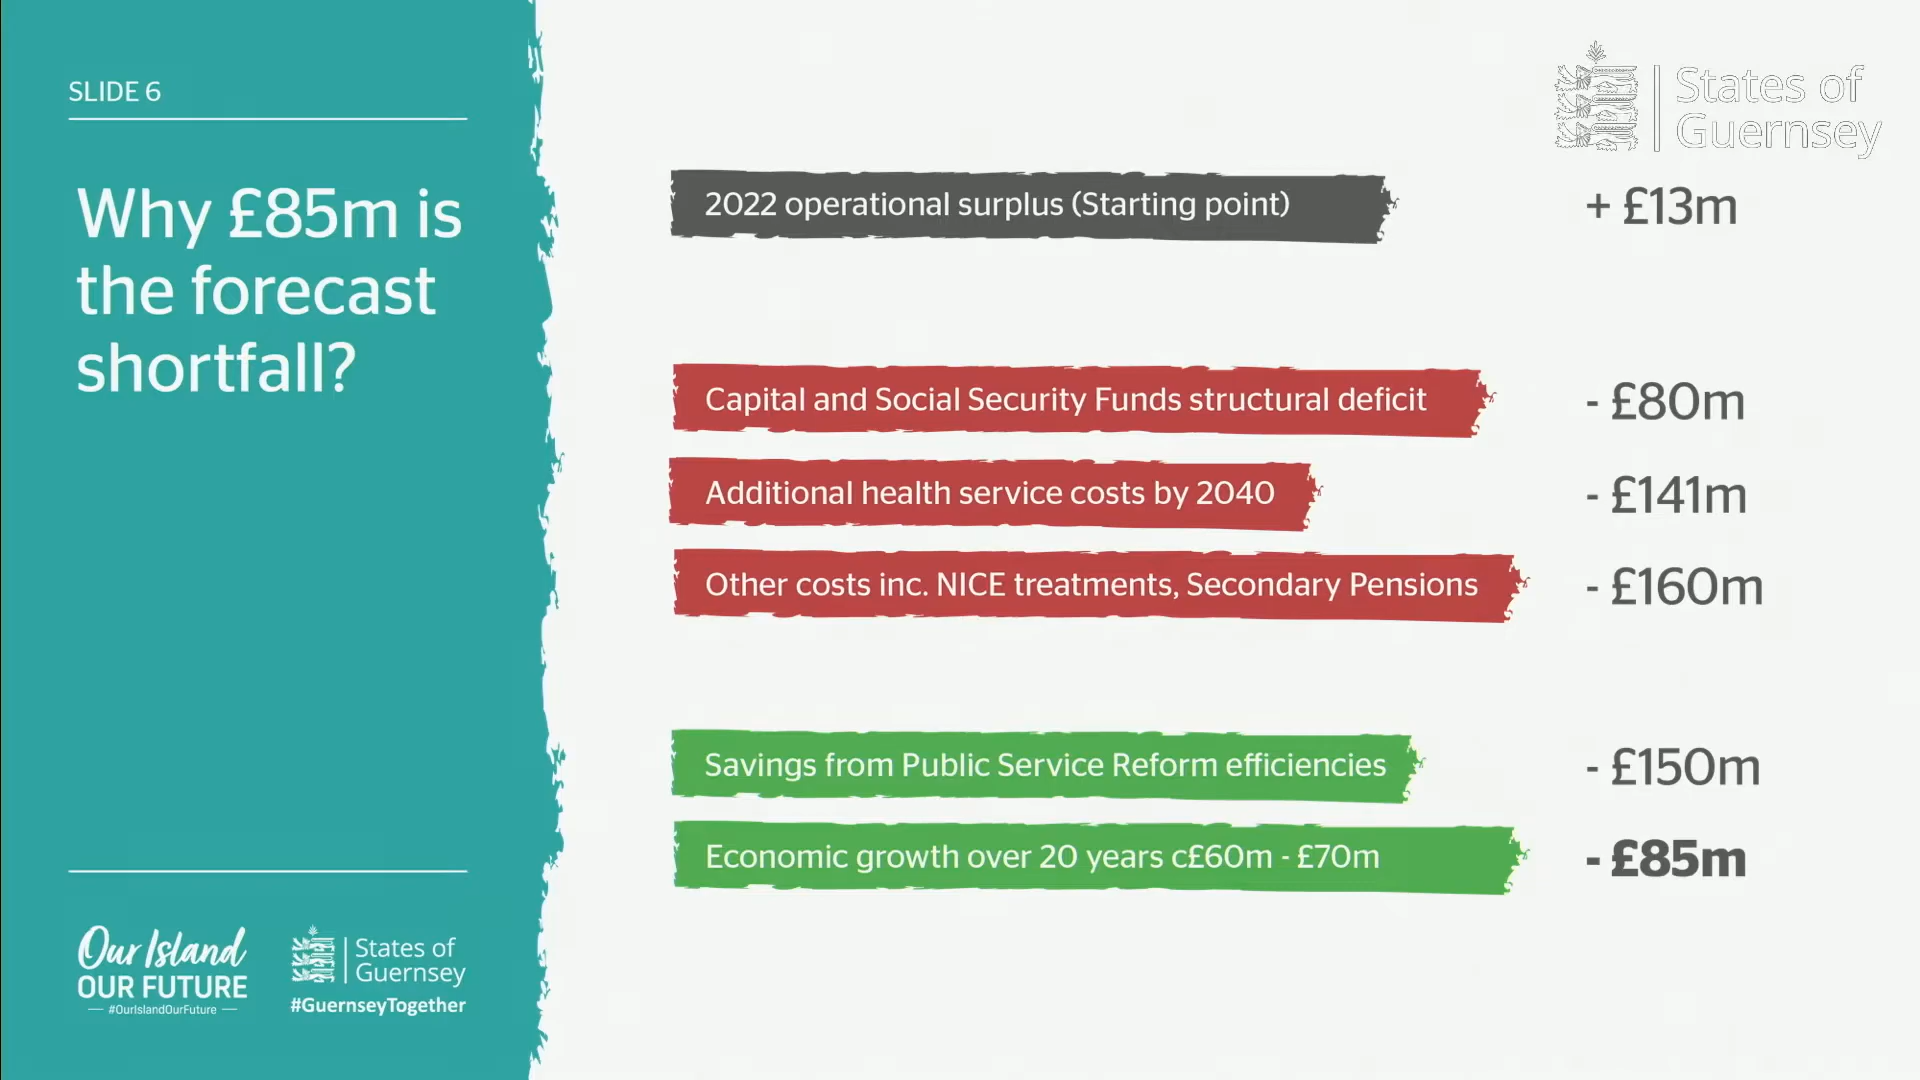 SLIDE 6
Why £85m is
the forecast
shortfall?
Our Island
OUR FUTURE
#OurIslandOurFuture
States of
Guernsey
#GuernseyTogether
States of
Guernsey
2022 operational surplus (Starting point) + £13m
Capital and Social Security Funds structural deficit - £80m
Additional health service costs by 2040 - £141m
Other costs inc. NICE treatments, Secondary Pensions - £160m
Savings from Public Service Reform efficiencies - £150m
Economic growth over 20 years c£60m - £70m - £85m